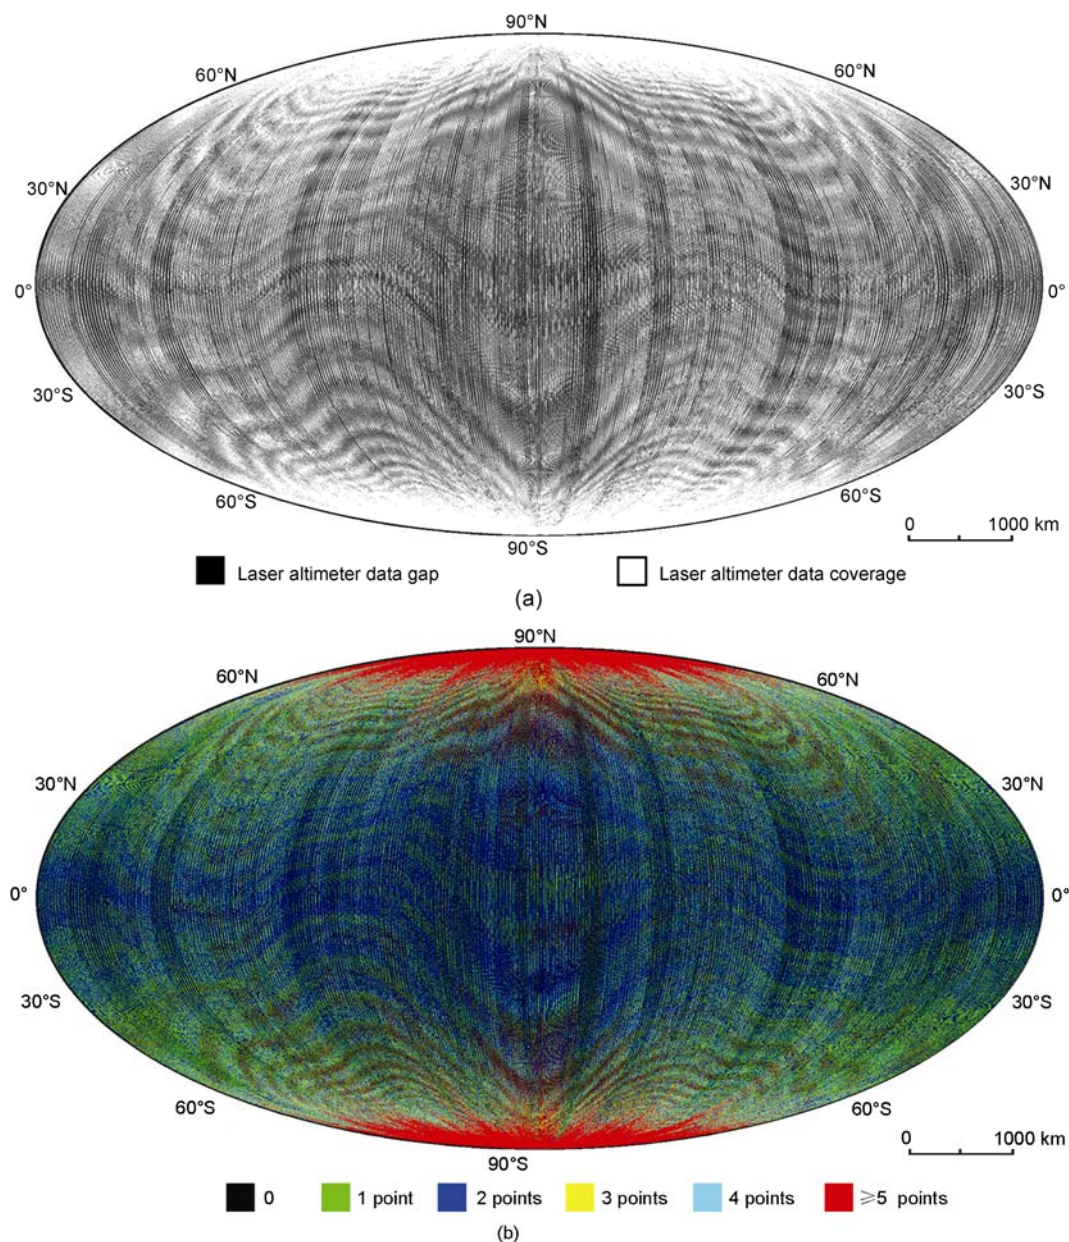 90°N
60°N 60°N
30°N 30°N
0° 0°
30°S 30°S
60°S 60°S
0 1000 km
90°S
Laser altimeter data gap Laser altimeter data coverage
(a)
90°N
60°N 60°N
30°N 30°N
0° 0°
30°S 30°S
60°S 60°S
0 1000 km
90°S
0 1 point 2 points 3 points 4 points ⩾5 points
(b)